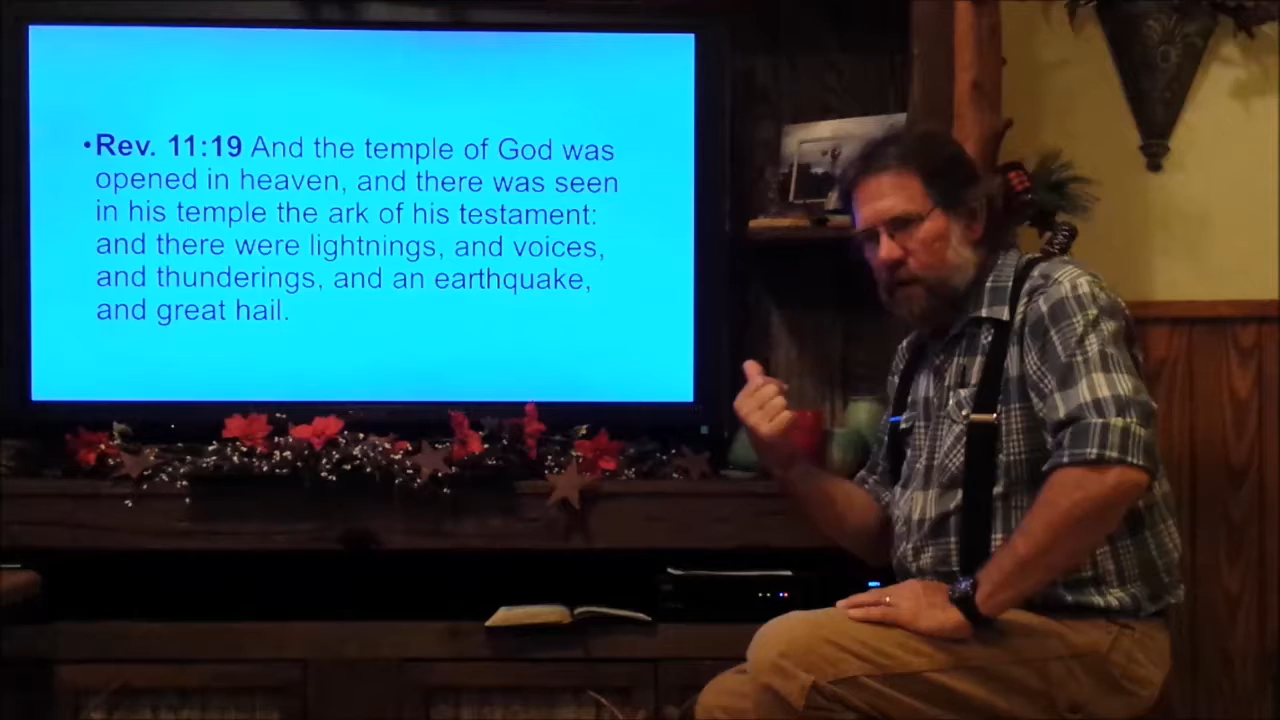 •Rev. 11:19 And the temple of God was
opened in heaven, and there was seen
in his temple the ark of his testament:
and there were lightnings, and voices,
and thunderings, and an earthquake,
and great hail.